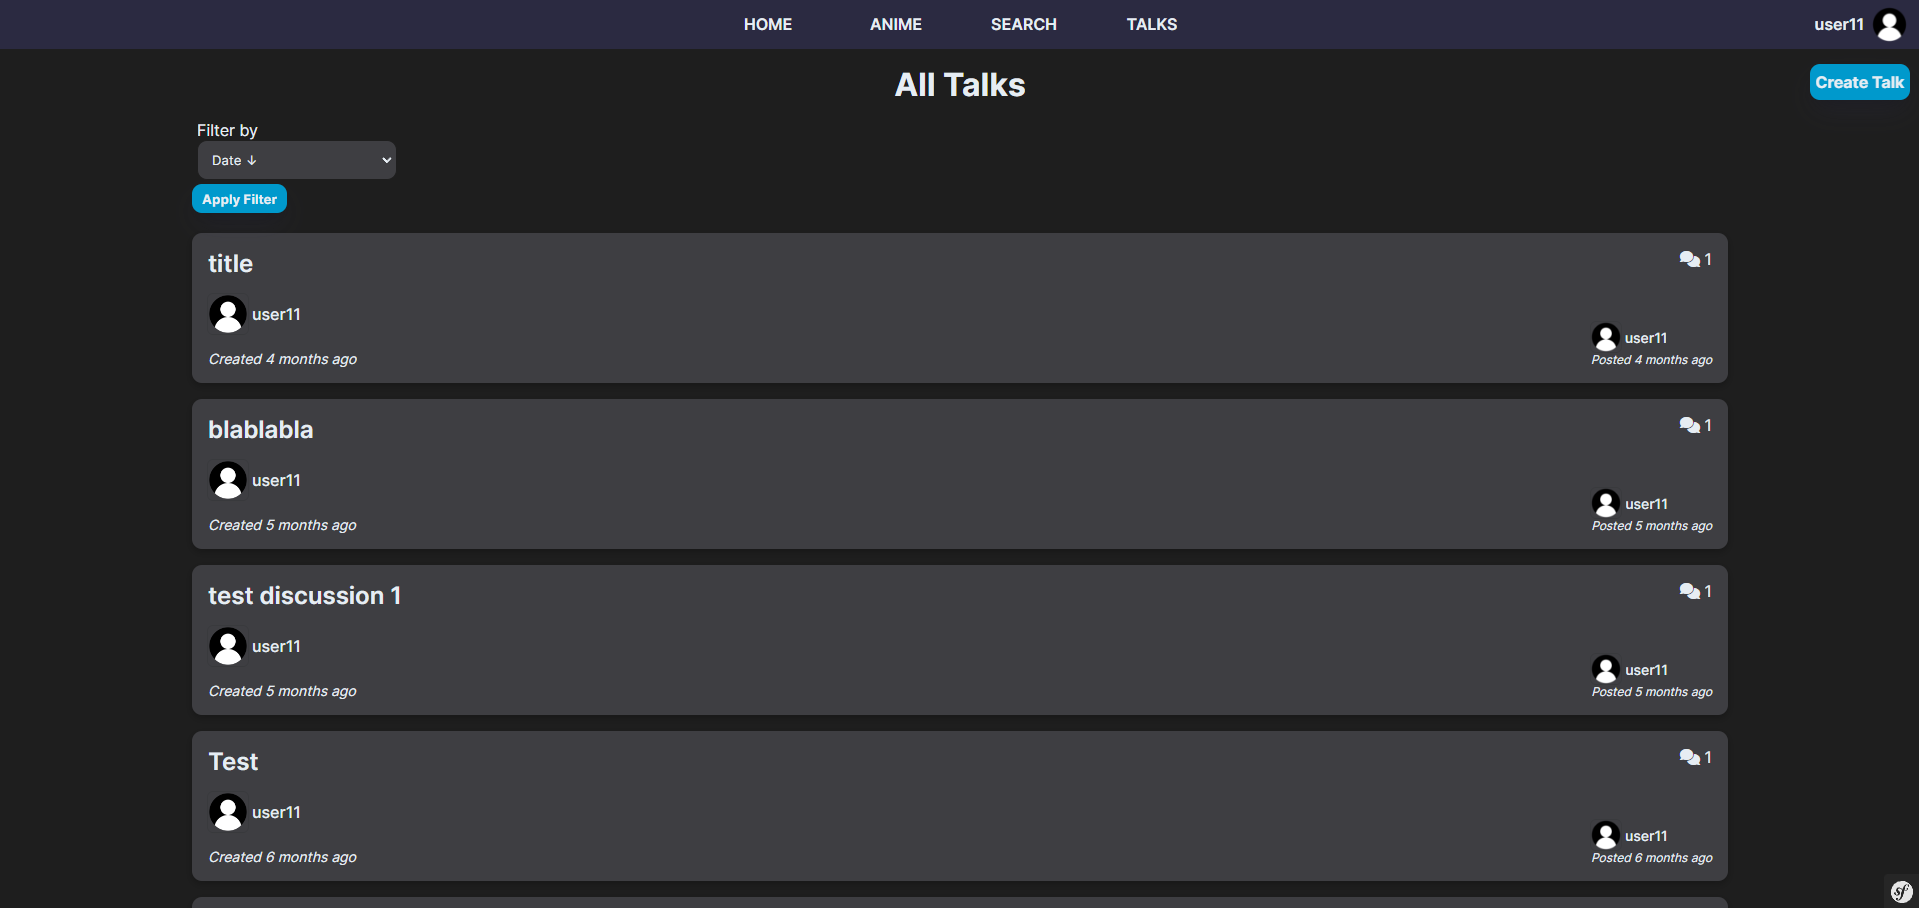 HOME ANIME SEARCH TALKS user11
All Talks
Create Talk
Filter by
Date ↓
Apply Filter
title
1
user11
user11
Created 4 months ago
Posted 4 months ago
blablabla
1
user11
user11
Created 5 months ago
Posted 5 months ago
test discussion 1
1
user11
user11
Created 5 months ago
Posted 5 months ago
Test
1
user11
user11
Created 6 months ago
Posted 6 months ago
sf